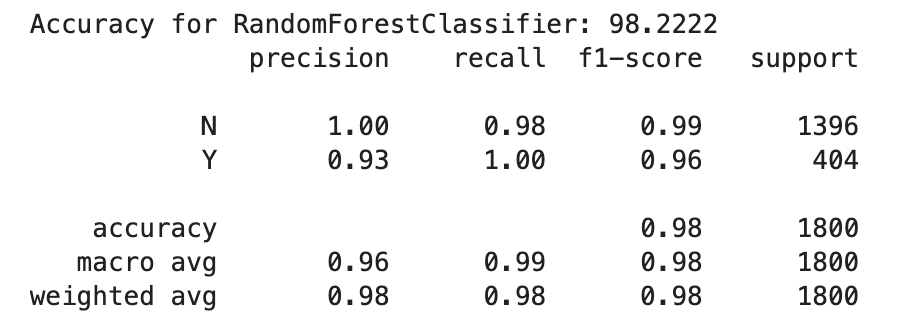 Accuracy for RandomForestClassifier: 98.2222
precision recall f1-score support
N 1.00 0.98 0.99 1396
Y 0.93 1.00 0.96 404
accuracy 0.98 1800
macro avg 0.96 0.99 0.98 1800
weighted avg 0.98 0.98 0.98 1800